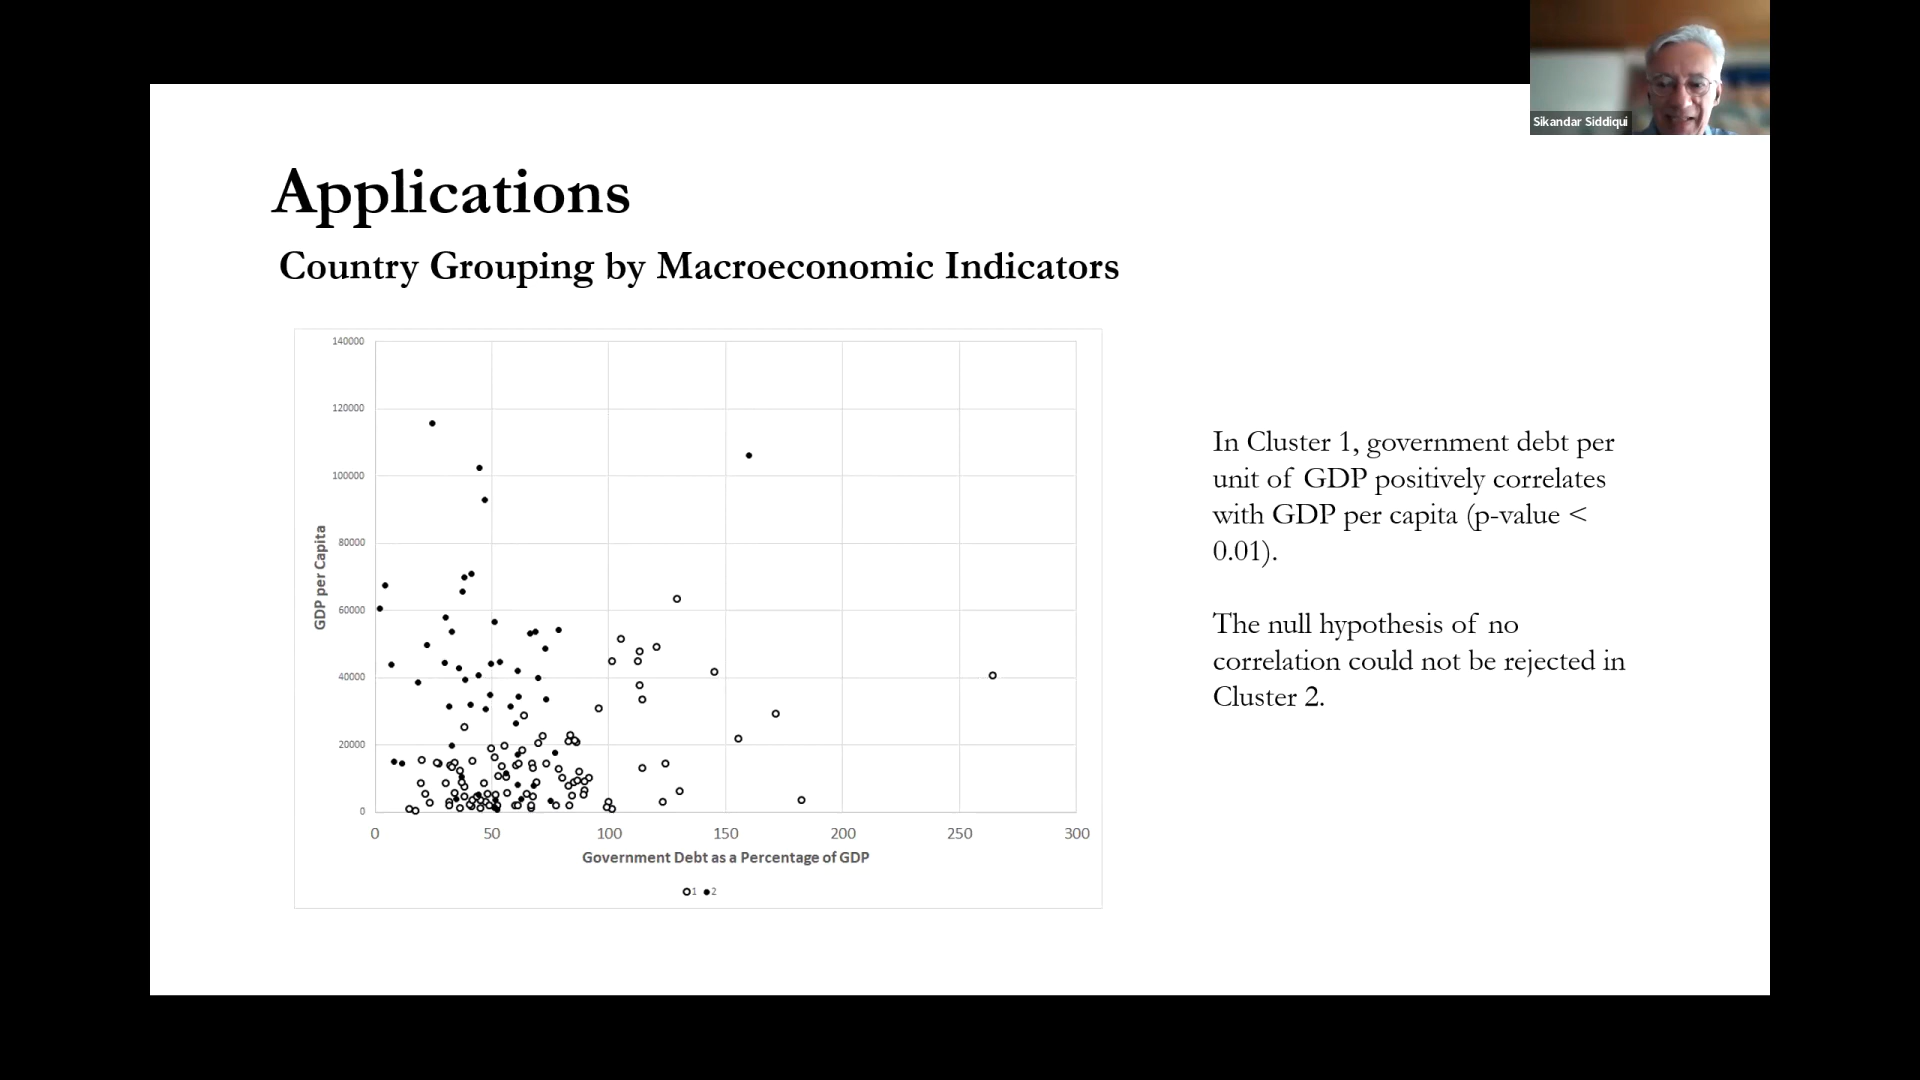 Sikandar Siddiqui
Applications
Country Grouping by Macroeconomic Indicators
140000
120000
100000
80000
60000
40000
20000
0
GDP per Capita
0 50 100 150 200 250 300
Government Debt as a Percentage of GDP
1 2
In Cluster 1, government debt per
unit of GDP positively correlates
with GDP per capita (p-value <
0.01).
The null hypothesis of no
correlation could not be rejected in
Cluster 2.